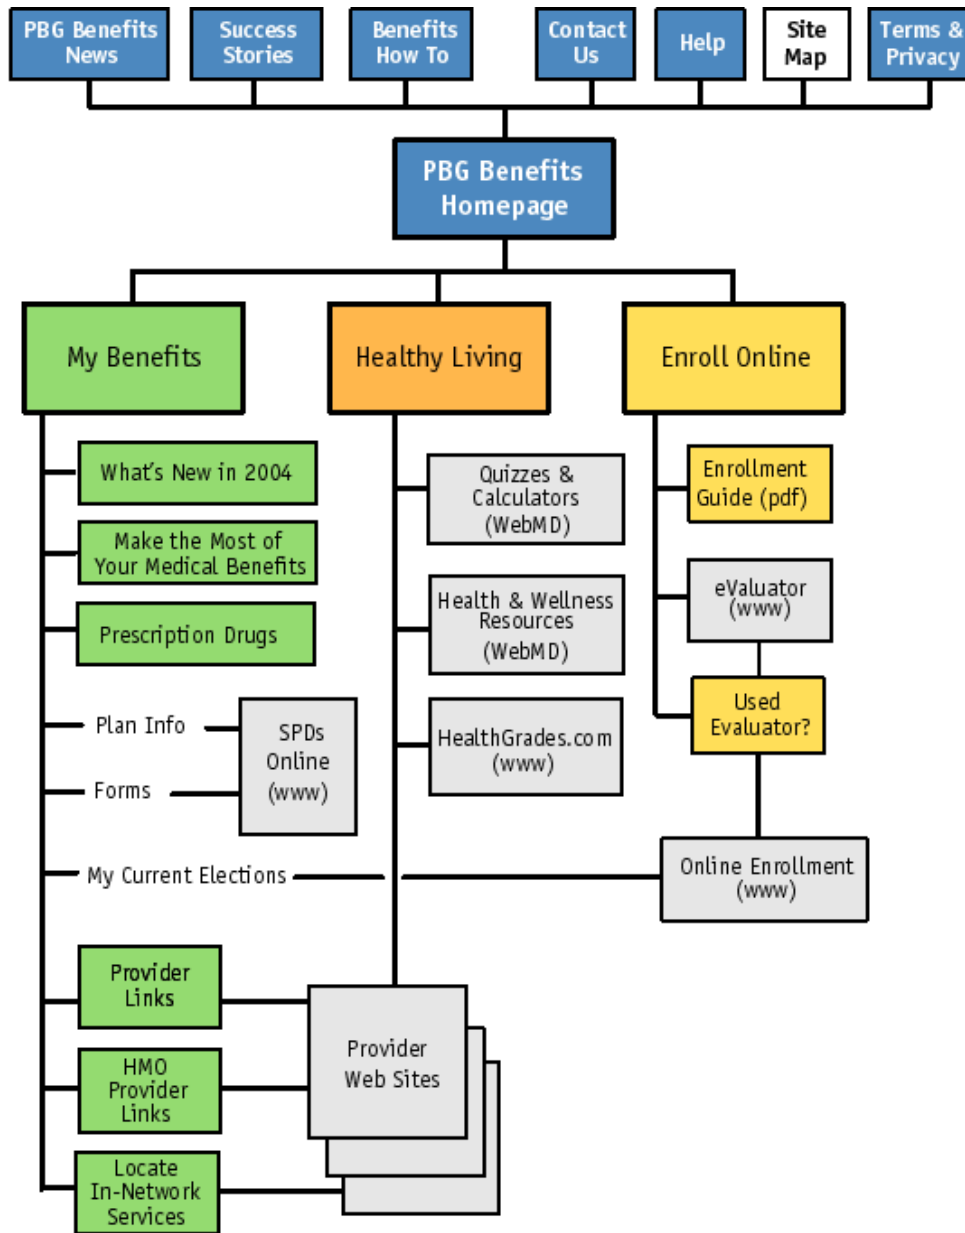 PBG Benefits
News
Success
Stories
Benefits
How To
Contact
Us
Help
Site
Map
Terms &
Privacy
PBG Benefits
Homepage
My Benefits
Healthy Living
Enroll Online
What's New in 2004
Make the Most of
Your Medical Benefits
Prescription Drugs
Plan Info
Forms
SPDs
Online
(www)
My Current Elections
Provider
Links
HMO
Provider
Links
Locate
In-Network
Services
Quizzes &
Calculators
(WebMD)
Health & Wellness
Resources
(WebMD)
HealthGrades.com
(www)
Provider
Web Sites
Enrollment
Guide (pdf)
eValuator
(www)
Used
Evaluator?
Online Enrollment
(www)